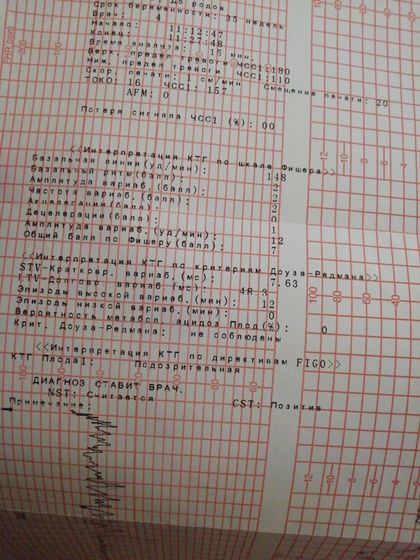 До родов
Срок беременности: 35 недель
Врач: 4
Начало: 11:12:47
Конец: 11:27:48
Время анализа: 15 мин.
Верх. предел тревоги ЧСС1:180
Ниж. предел тревоги ЧСС1:110
Скор. печати: 1 см/мин Смещение печати: 20
ТОКО: 16 ЧСС1: 157
AFM: 0
Потеря сигнала ЧСС1 (%): 00
<<Интерпретация КТГ по шкале Фишера>>
Базальная линия(уд/мин): 148
Базальный ритм(балл): 2
Амплитуда вариаб.(балл): 2
Частота вариаб.(балл): 2
Акцелерации(балл): 0
Децелерации(балл): 1
Амплитуда вариаб.(уд/мин): 12
Общий балл по Фишеру(балл): 7
<<Интерпретация КТГ по критериям Доуза-Редмана>>
STV-Кратковр. вариаб.(мс): 7.63
LTV-Долговр. вариаб.(мс):
Эпизоды высокой вариаб.(мин): 12
Эпизоды низкой вариаб.(мин): 0
Вероятность метабол. ацидоз Плод(%): 0
Крит. Доуза-Редмана: не соблюдены
<<Интерпретация КТГ по директивам FIGO>>
КТГ Плода1: Подозрительная
ДИАГНОЗ СТАВИТ ВРАЧ.
NST: Считается CST: Позитив
Примечание: